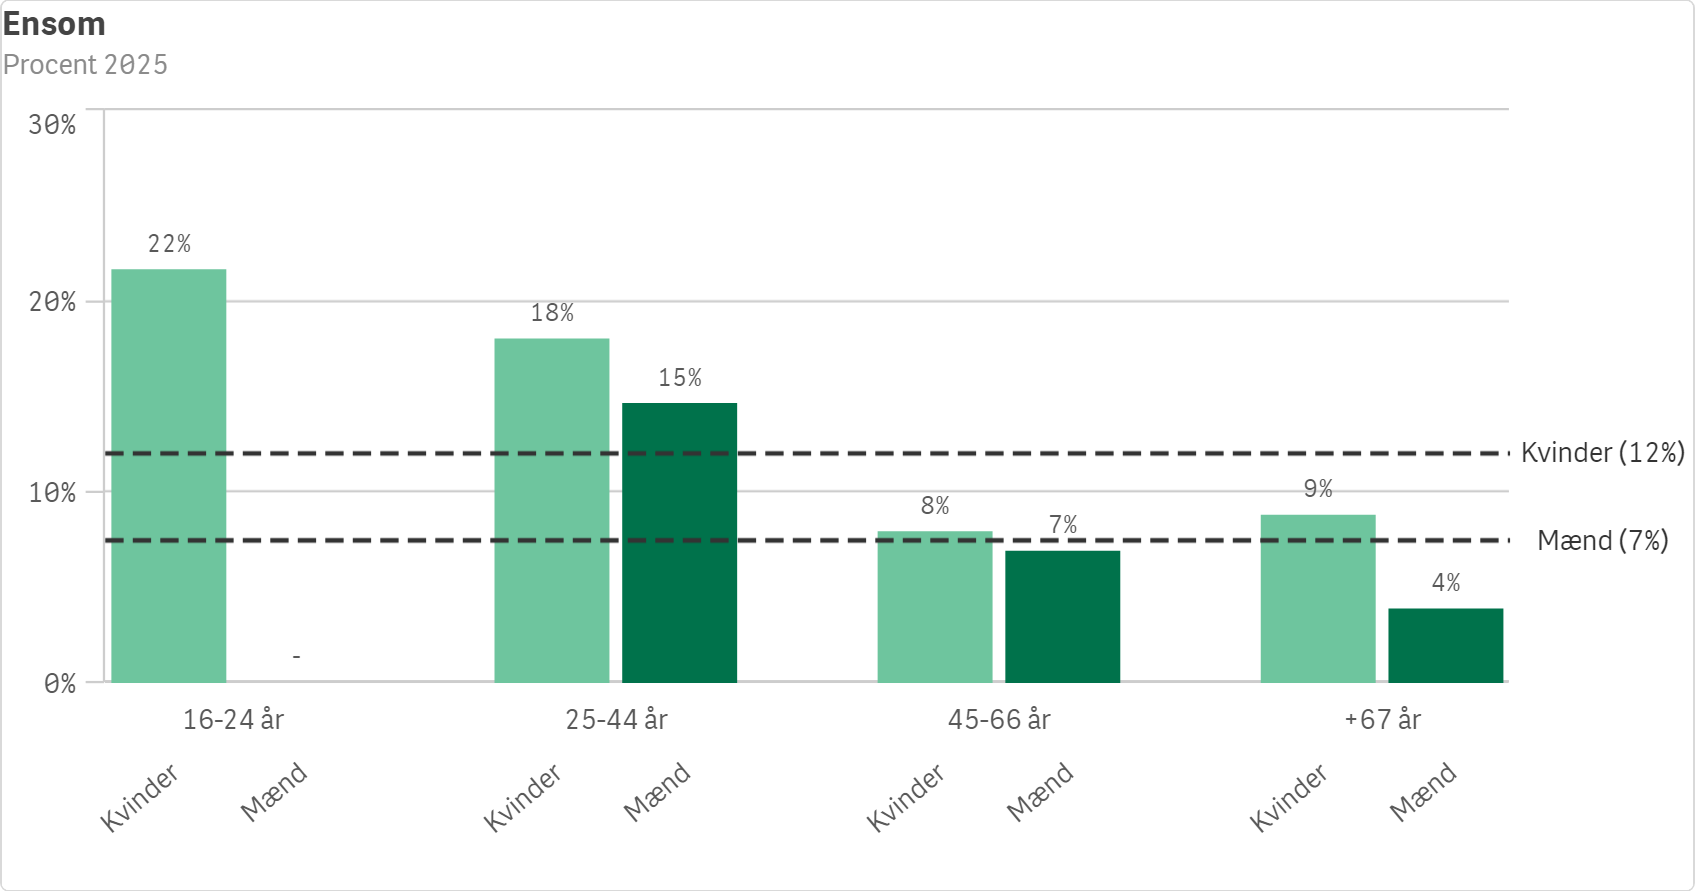 Ensom
Procent 2025
30%
20%
10%
0%
22%
-
18%
15%
8%
7%
9%
4%
Kvinder (12%)
Mænd (7%)
16-24 år
25-44 år
45-66 år
+67 år
Kvinder
Mænd
Kvinder
Mænd
Kvinder
Mænd
Kvinder
Mænd